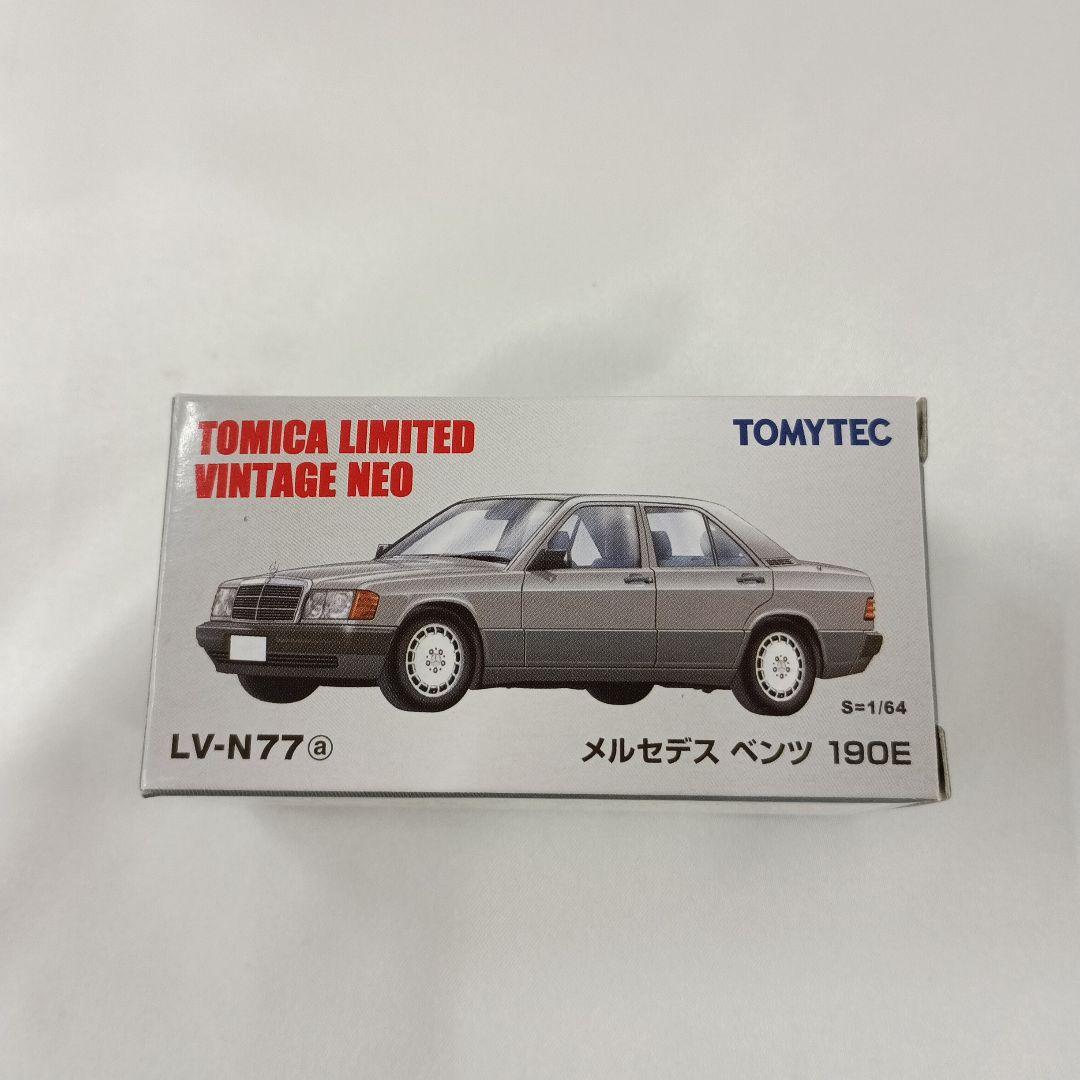 TOMICA LIMITED
VINTAGE NEO
TOMYTEC
S=1/64
LV-N77ⓐ
メルセデス ベンツ 190E